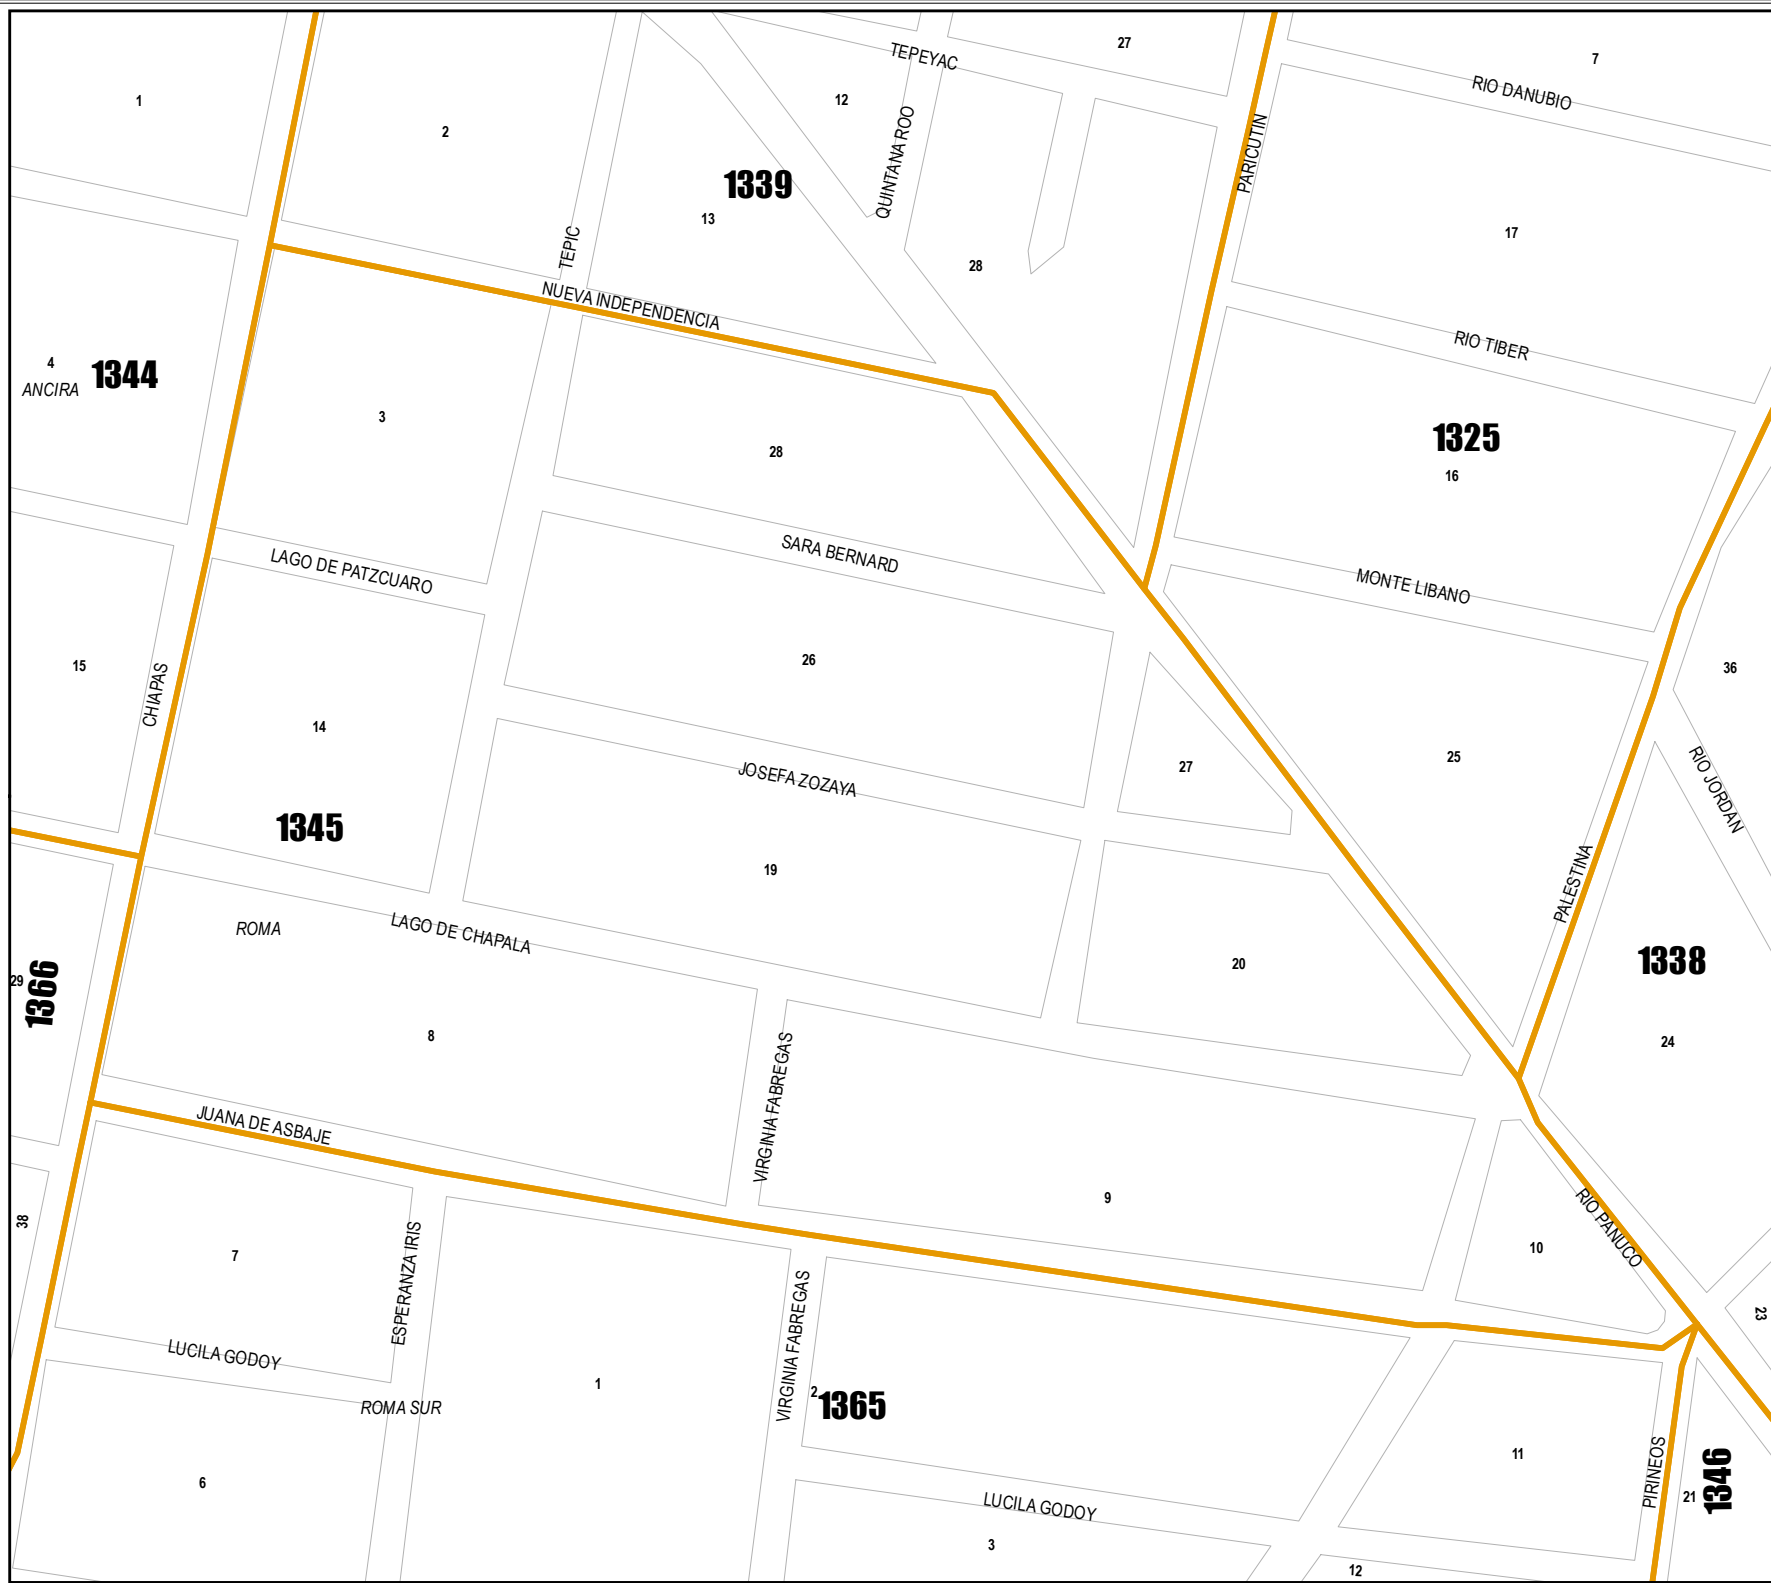 27
7
TEPEYAC
RIO DANUBIO
1
12
2
QUINTANA ROO
PARICUTIN
1339
13
17
TEPIC
28
NUEVA INDEPENDENCIA
RIO TIBER
4
1344
ANCIRA
3
1325
28
16
SARA BERNARD
LAGO DE PATZCUARO
MONTE LIBANO
15
26
36
CHIAPAS
14
25
27
JOSEFA ZOZAYA
RIO JORDAN
1345
19
PALESTINA
ROMA
LAGO DE CHAPALA
1338
20
29
1366
8
24
VIRGINIA FABREGAS
JUANA DE ASBAJE
9
38
RIO PANUCO
7
10
ESPERANZA IRIS
VIRGINIA FABREGAS
23
LUCILA GODOY
1
2
1365
ROMA SUR
11
PIRINEOS
6
21
1346
LUCILA GODOY
3
12